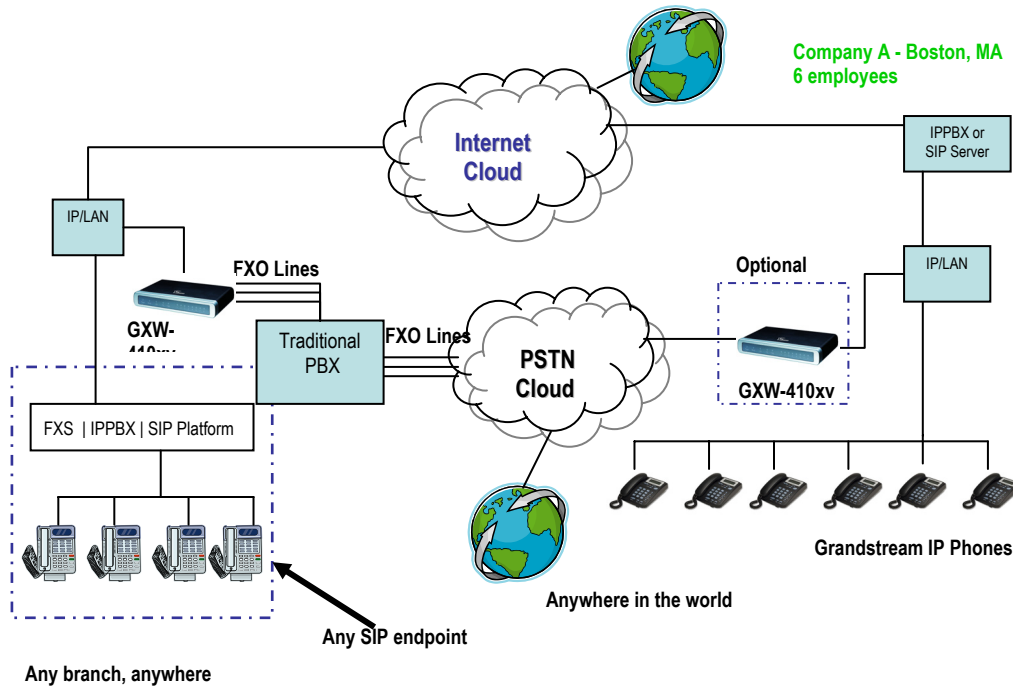 Company A - Boston, MA
6 employees
Internet
Cloud
IPPBX or
SIP Server
IP/LAN
FXO Lines
Optional
IP/LAN
GXW-
410xv
Traditional
PBX
FXO Lines
PSTN
Cloud
GXW-410xv
FXS | IPPBX | SIP Platform
Grandstream IP Phones
Anywhere in the world
Any SIP endpoint
Any branch, anywhere